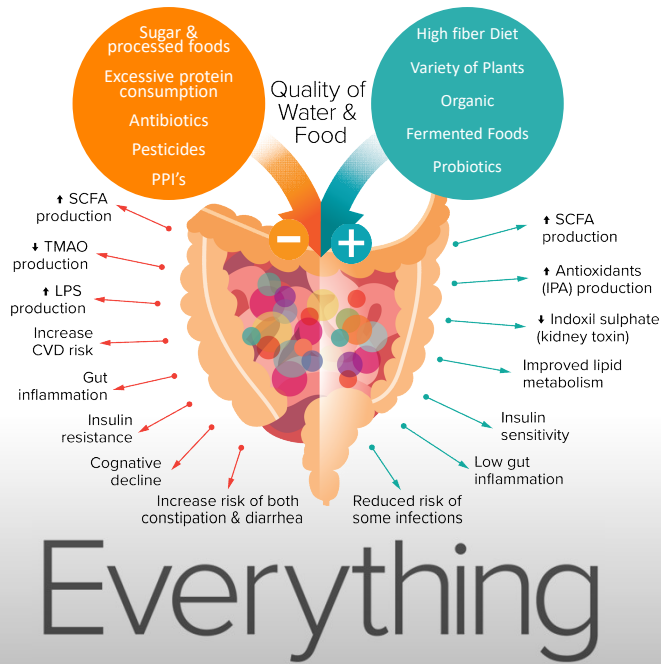 Sugar &
processed foods
Excessive protein
consumption
Antibiotics
Pesticides
PPI's
Quality of
Water &
Food
High fiber Diet
Variety of Plants
Organic
Fermented Foods
Probiotics
−
+
⬆ SCFA
production
⬇ TMAO
production
⬆ LPS
production
Increase
CVD risk
Gut
inflammation
Insulin
resistance
Cognative
decline
Increase risk of both
constipation & diarrhea
⬆ SCFA
production
⬆ Antioxidants
(IPA) production
⬇ Indoxil sulphate
(kidney toxin)
Improved lipid
metabolism
Insulin
sensitivity
Low gut
inflammation
Reduced risk of
some infections
Everything